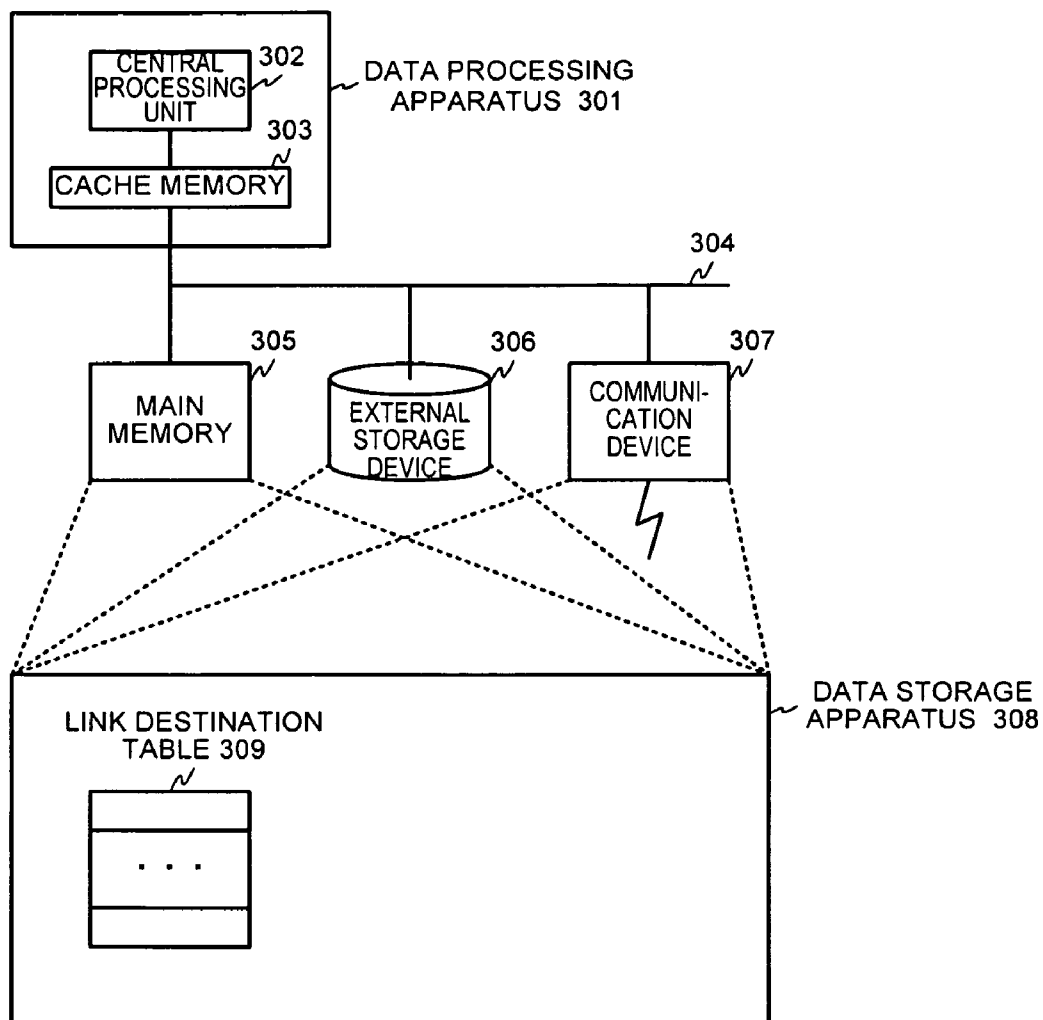 CENTRAL
PROCESSING
UNIT
302
DATA PROCESSING
APPARATUS 301
303
CACHE MEMORY
304
305
306
307
MAIN
MEMORY
EXTERNAL
STORAGE
DEVICE
COMMUNI-
CATION
DEVICE
DATA STORAGE
APPARATUS 308
LINK DESTINATION
TABLE 309
. . .